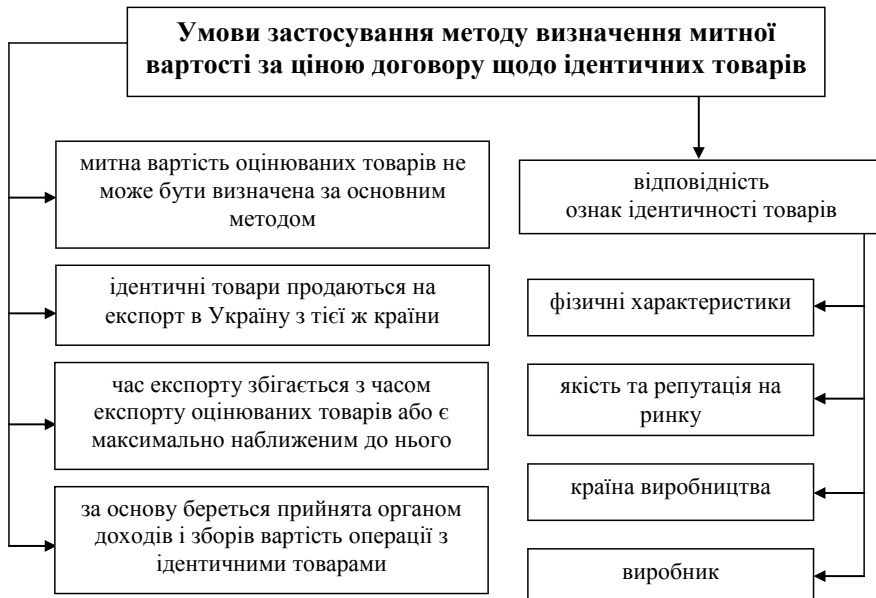 Умови застосування методу визначення митної
вартості за ціною договору щодо ідентичних товарів
митна вартість оцінюваних товарів не
може бути визначена за основним
методом
ідентичні товари продаються на
експорт в Україну з тієї ж країни
час експорту збігається з часом
експорту оцінюваних товарів або є
максимально наближеним до нього
за основу береться прийнята органом
доходів і зборів вартість операції з
ідентичними товарами
відповідність
ознак ідентичності товарів
фізичні характеристики
якість та репутація на
ринку
країна виробництва
виробник